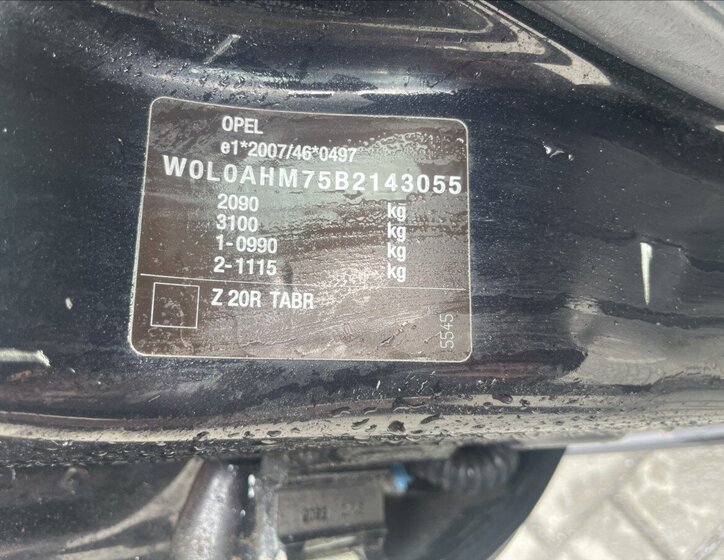 OPEL
e1*2007/46*0497
W0L0AHM75B2143055
2090 kg
3100 kg
1-0990 kg
2-1115 kg
Z 20R TABR
5545